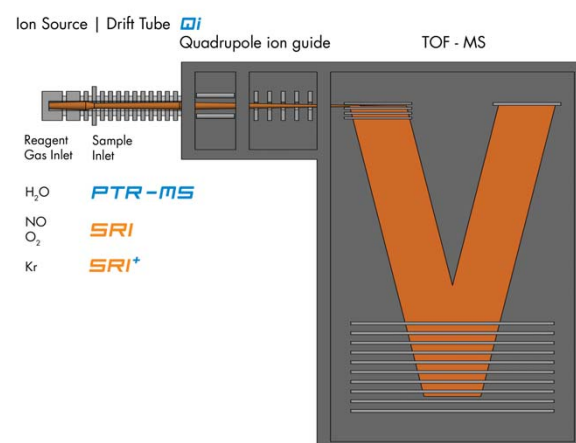 Ion Source | Drift Tube Qi
Quadrupole ion guide
TOF - MS
Reagent
Gas Inlet
Sample
Inlet
H₂O PTR-MS
NO
O₂
SRI
Kr SRI⁺